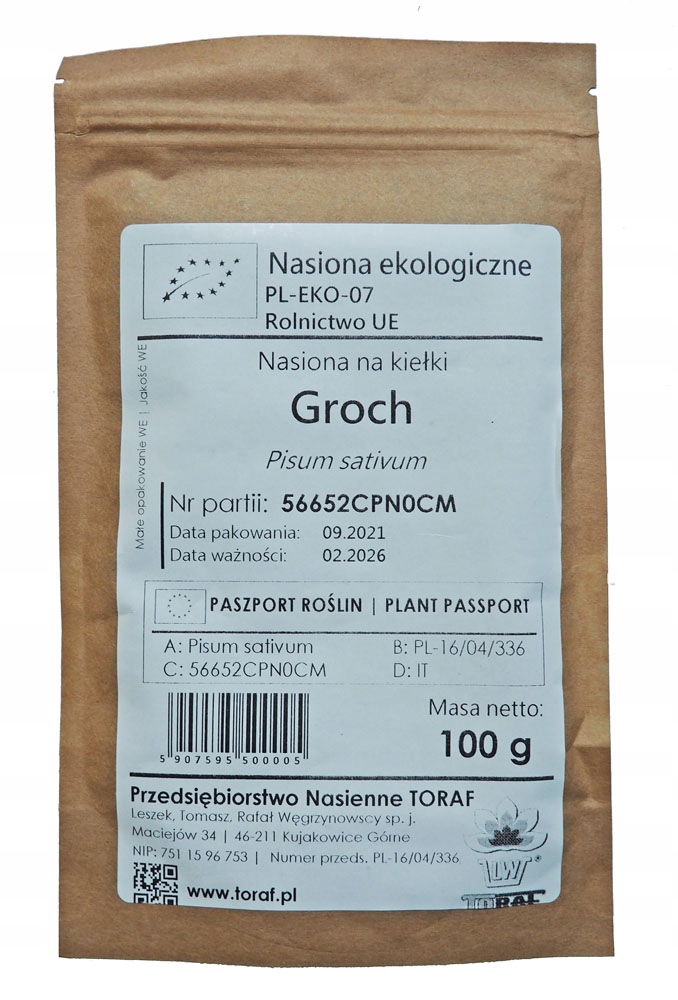 Nasiona ekologiczne
PL-EKO-07
Rolnictwo UE
Małe opakowanie WE | Jakość WE
Nasiona na kiełki
Groch
Pisum sativum
Nr partii: 56652CPN0CM
Data pakowania: 09.2021
Data ważności: 02.2026
PASZPORT ROŚLIN | PLANT PASSPORT
A: Pisum sativum B: PL-16/04/336
C: 56652CPN0CM D: IT
Masa netto:
100 g
5 907595 500005
Przedsiębiorstwo Nasienne TORAF
Leszek, Tomasz, Rafał Węgrzynowscy sp. j.
Maciejów 34 | 46-211 Kujakowice Górne
NIP: 751 15 96 753 | Numer przeds. PL-16/04/336
LW®
www.toraf.pl
TORAF